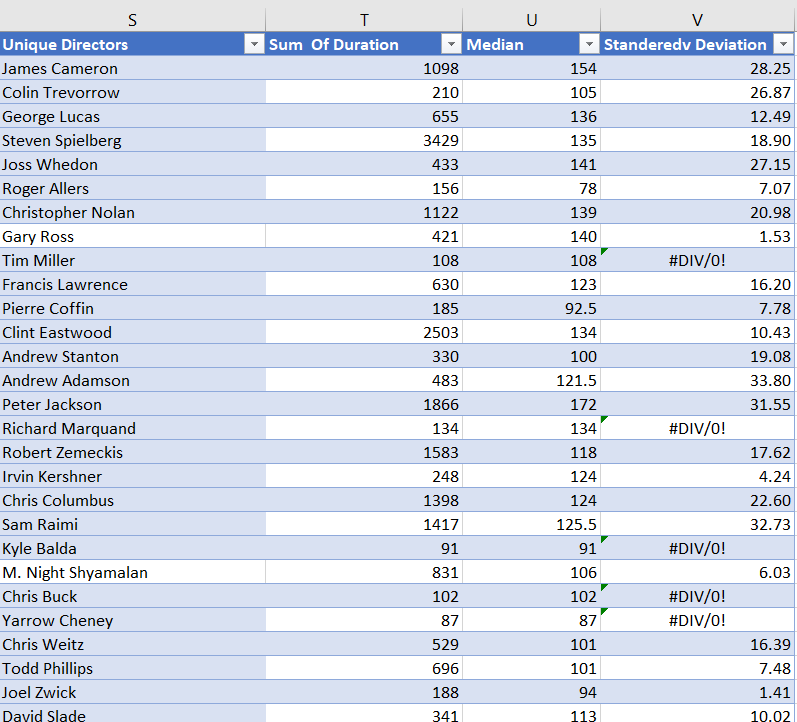 S T U V
Unique Directors Sum  Of Duration Median Standeredv Deviation
James Cameron 1098 154 28.25
Colin Trevorrow 210 105 26.87
George Lucas 655 136 12.49
Steven Spielberg 3429 135 18.90
Joss Whedon 433 141 27.15
Roger Allers 156 78 7.07
Christopher Nolan 1122 139 20.98
Gary Ross 421 140 1.53
Tim Miller 108 108 #DIV/0!
Francis Lawrence 630 123 16.20
Pierre Coffin 185 92.5 7.78
Clint Eastwood 2503 134 10.43
Andrew Stanton 330 100 19.08
Andrew Adamson 483 121.5 33.80
Peter Jackson 1866 172 31.55
Richard Marquand 134 134 #DIV/0!
Robert Zemeckis 1583 118 17.62
Irvin Kershner 248 124 4.24
Chris Columbus 1398 124 22.60
Sam Raimi 1417 125.5 32.73
Kyle Balda 91 91 #DIV/0!
M. Night Shyamalan 831 106 6.03
Chris Buck 102 102 #DIV/0!
Yarrow Cheney 87 87 #DIV/0!
Chris Weitz 529 101 16.39
Todd Phillips 696 101 7.48
Joel Zwick 188 94 1.41
David Slade 341 113 10.02